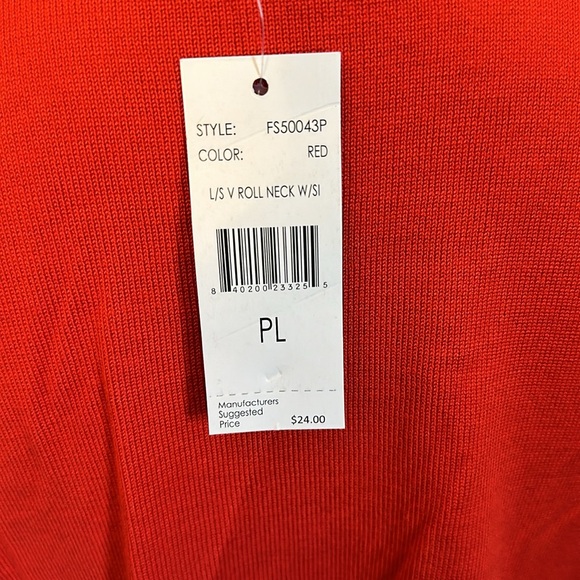 STYLE: FS50043P
COLOR: RED
L/S V ROLL NECK W/SI
8 40200 23325 5
PL
Manufacturers
Suggested
Price $24.00